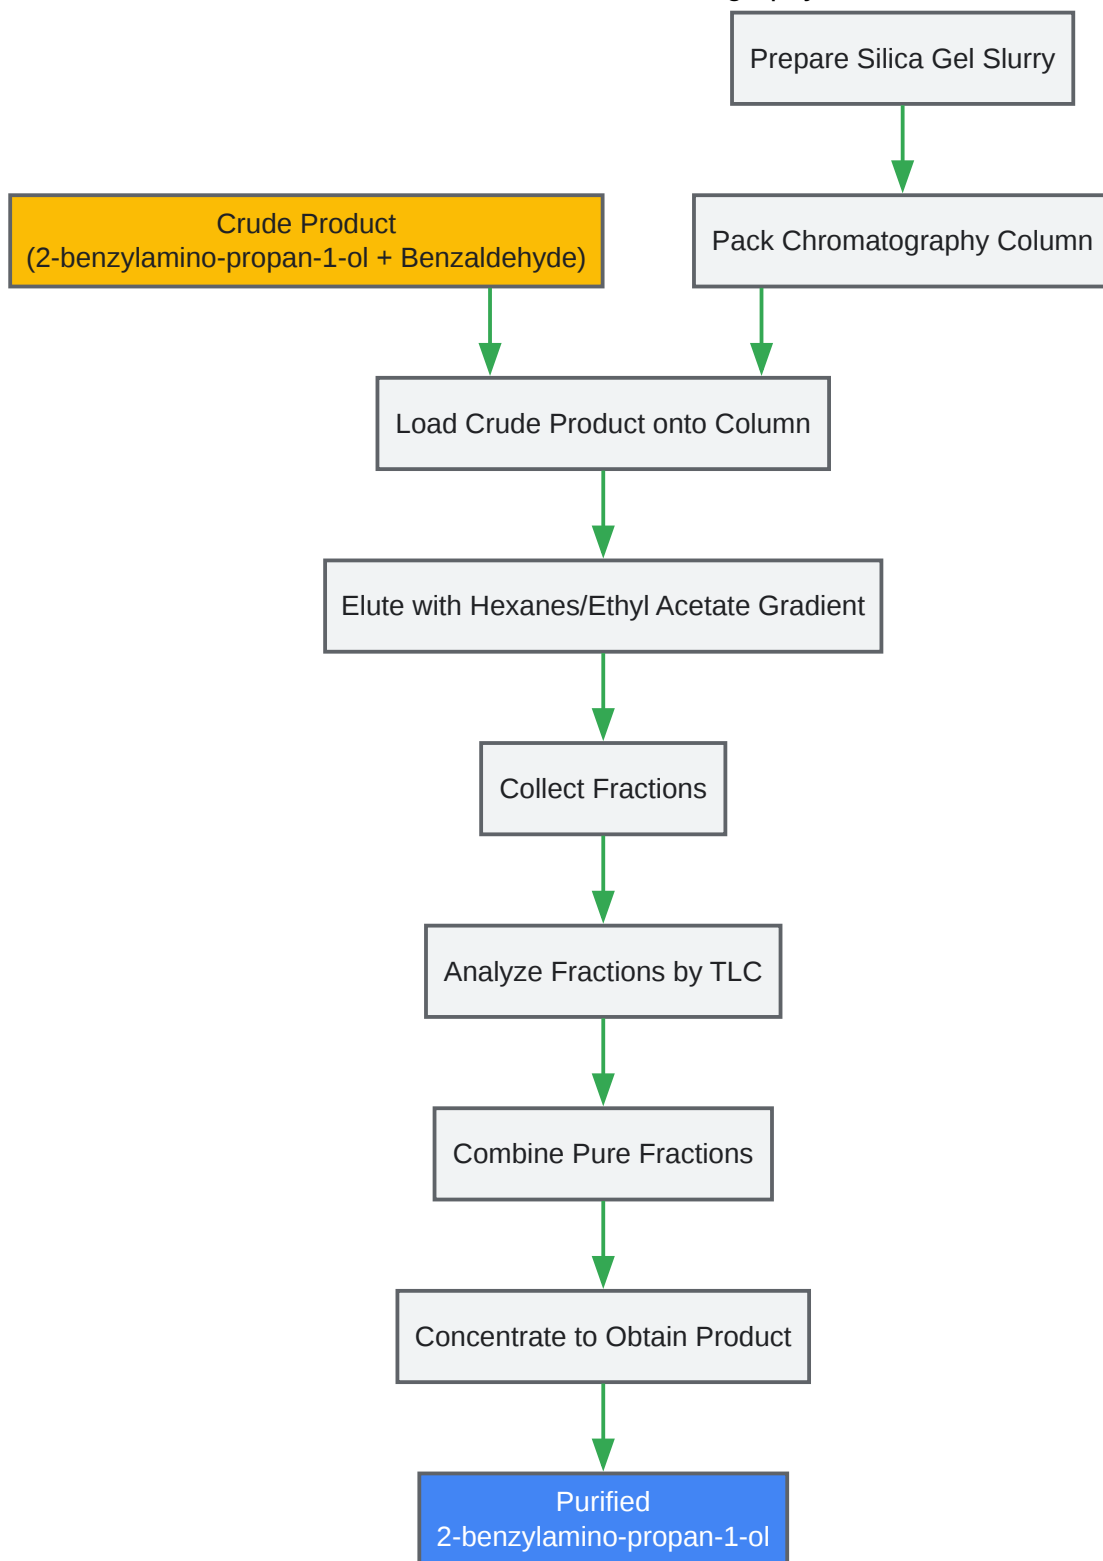 Prepare Silica Gel Slurry
Crude Product
(2-benzylamino-propan-1-ol + Benzaldehyde)
Pack Chromatography Column
Load Crude Product onto Column
Elute with Hexanes/Ethyl Acetate Gradient
Collect Fractions
Analyze Fractions by TLC
Combine Pure Fractions
Concentrate to Obtain Product
Purified
2-benzylamino-propan-1-ol